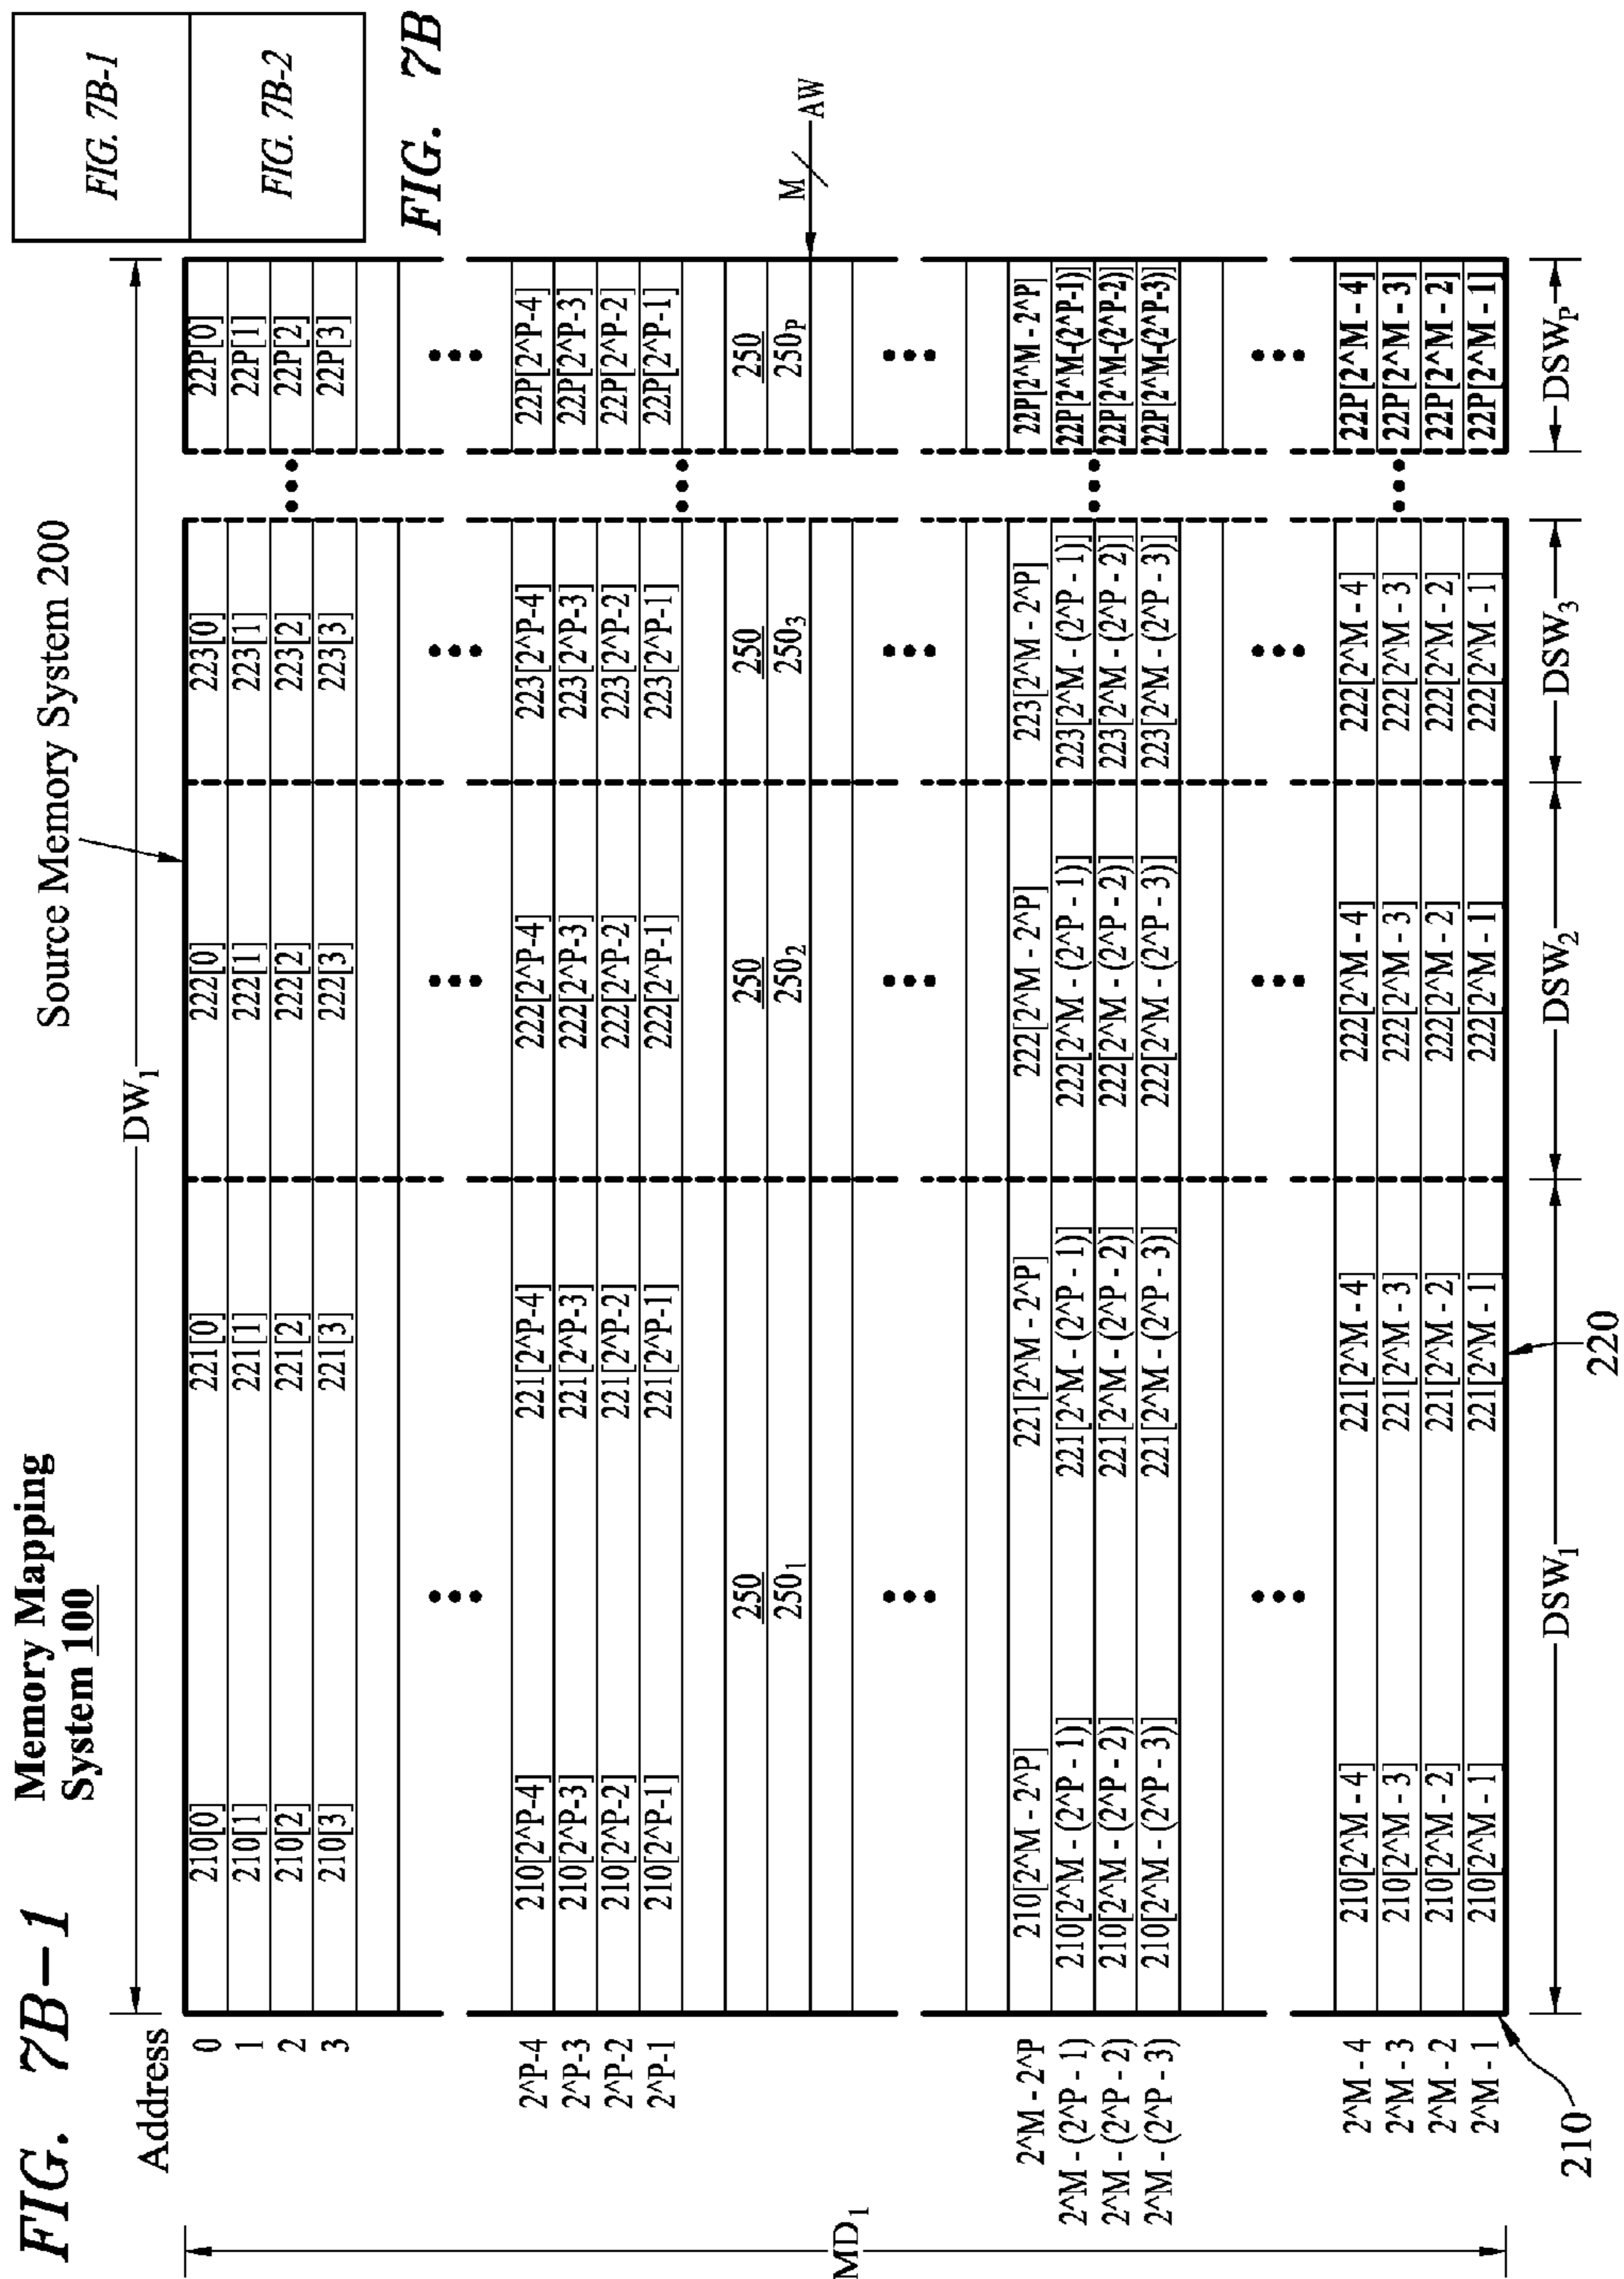 FIG. 7B-1
Memory Mapping
System 100
Source Memory System 200
FIG. 7B-1
FIG. 7B-2
FIG. 7B
Address
DW1
0 210[0] 221[0] 222[0] 223[0] 22P[0]
1 210[1] 221[1] 222[1] 223[1] 22P[1]
2 210[2] 221[2] 222[2] 223[2] 22P[2]
3 210[3] 221[3] 222[3] 223[3] 22P[3]
2^P-4 210[2^P-4] 221[2^P-4] 222[2^P-4] 223[2^P-4] 22P[2^P-4]
2^P-3 210[2^P-3] 221[2^P-3] 222[2^P-3] 223[2^P-3] 22P[2^P-3]
2^P-2 210[2^P-2] 221[2^P-2] 222[2^P-2] 223[2^P-2] 22P[2^P-2]
2^P-1 210[2^P-1] 221[2^P-1] 222[2^P-1] 223[2^P-1] 22P[2^P-1]
250 250 250 250
2501 2502 2503 250P
M
AW
MD1
2^M - 2^P 210[2^M - 2^P] 221[2^M - 2^P] 222[2^M - 2^P] 223[2^M - 2^P] 22P[2^M - 2^P]
2^M - (2^P - 1) 210[2^M - (2^P - 1)] 221[2^M - (2^P - 1)] 222[2^M - (2^P - 1)] 223[2^M - (2^P - 1)] 22P[2^M-(2^P-1)]
2^M - (2^P - 2) 210[2^M - (2^P - 2)] 221[2^M - (2^P - 2)] 222[2^M - (2^P - 2)] 223[2^M - (2^P - 2)] 22P[2^M-(2^P-2)]
2^M - (2^P - 3) 210[2^M - (2^P - 3)] 221[2^M - (2^P - 3)] 222[2^M - (2^P - 3)] 223[2^M - (2^P - 3)] 22P[2^M-(2^P-3)]
2^M - 4 210[2^M - 4] 221[2^M - 4] 222[2^M - 4] 222[2^M - 4] 22P[2^M - 4]
2^M - 3 210[2^M - 3] 221[2^M - 3] 222[2^M - 3] 222[2^M - 3] 22P[2^M - 3]
2^M - 2 210[2^M - 2] 221[2^M - 2] 222[2^M - 2] 222[2^M - 2] 22P[2^M - 2]
2^M - 1 210[2^M - 1] 221[2^M - 1] 222[2^M - 1] 222[2^M - 1] 22P[2^M - 1]
DSW1 DSW2 DSW3 DSWP
210 220